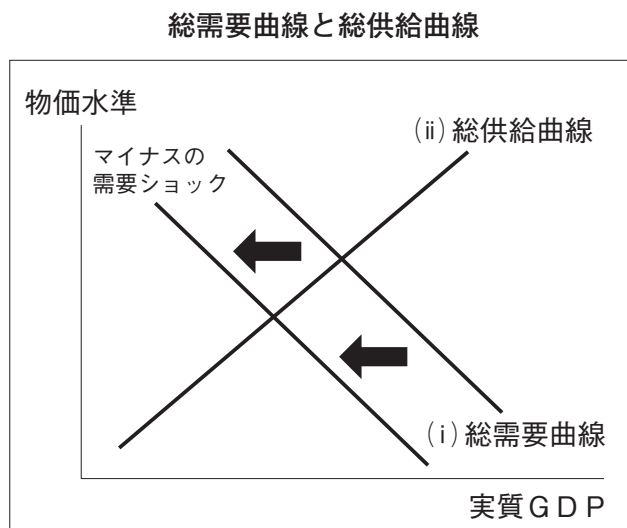 総需要曲線と総供給曲線
物価水準
(ii)総供給曲線
マイナスの
需要ショック
(i)総需要曲線
実質ＧＤＰ